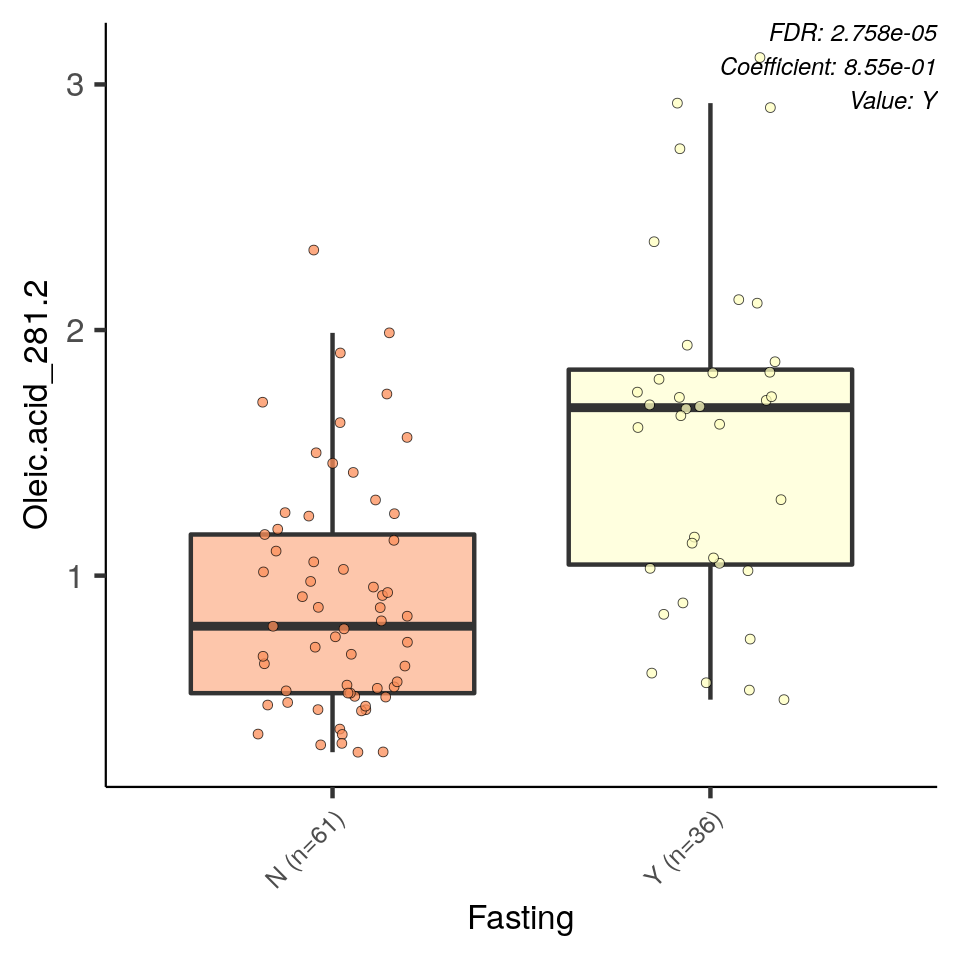 FDR: 2.758e-05
Coefficient: 8.55e-01
Value: Y
Oleic.acid_281.2
3
2
1
N (n=61)
Y (n=36)
Fasting